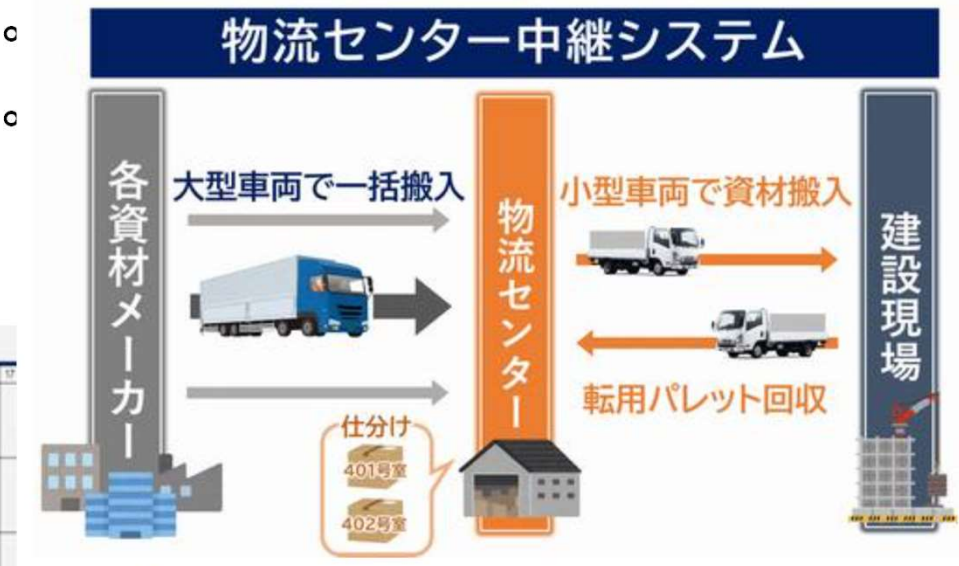 物流センター中継システム
各資材メーカー
大型車両で一括搬入
物流センター
小型車両で資材搬入
建設現場
転用パレット回収
仕分け
401号室
402号室
17